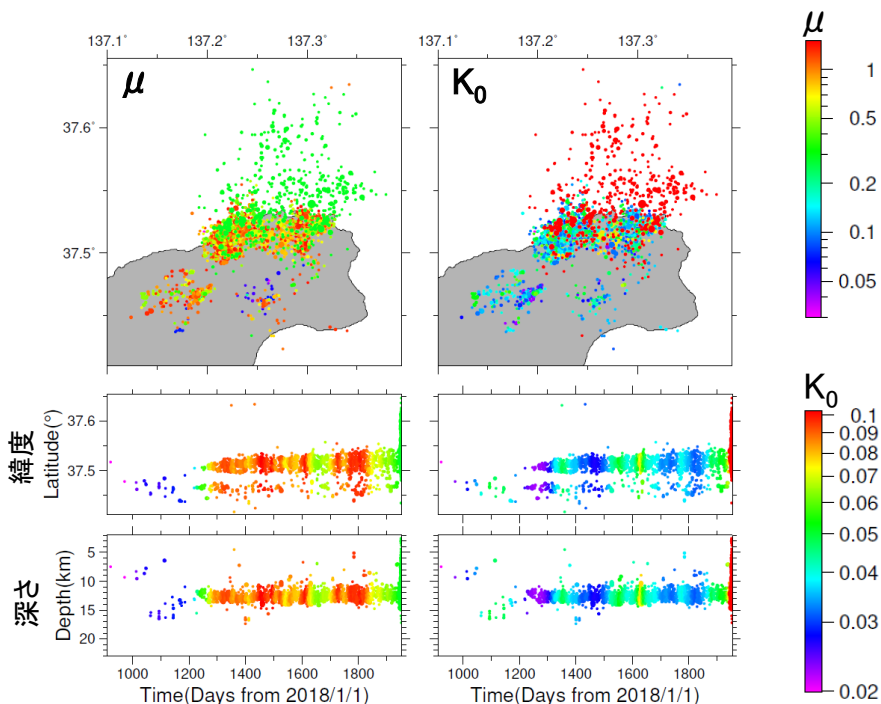 137.1° 137.2° 137.3° 137.1° 137.2° 137.3°
μ
1
0.5
0.2
0.1
0.05
μ
K0
37.6°
37.5°
K0
0.1
0.09
0.08
0.07
0.06
0.05
0.04
0.03
0.02
緯度
Latitude(°)
37.6
37.5
深さ
Depth(km)
5
10
15
20
1000 1200 1400 1600 1800 1000 1200 1400 1600 1800
Time(Days from 2018/1/1) Time(Days from 2018/1/1)